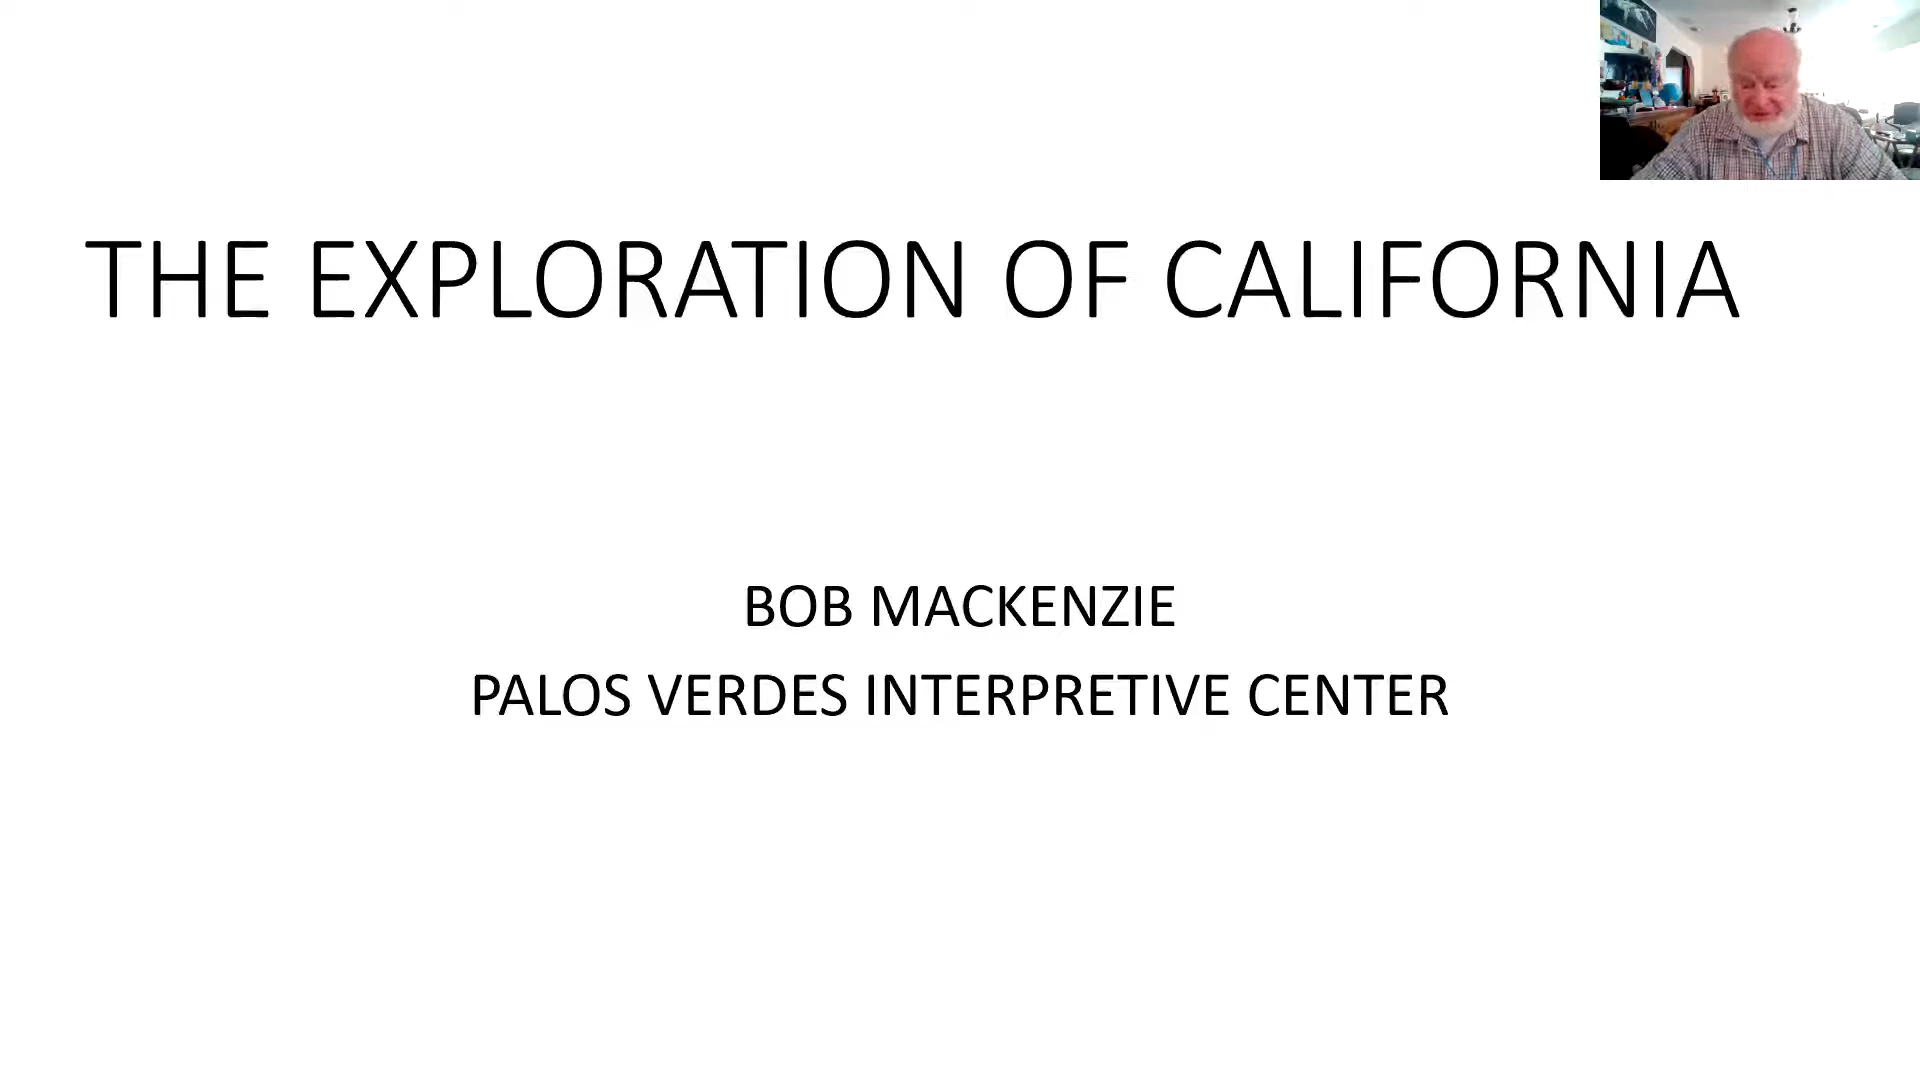 THE EXPLORATION OF CALIFORNIA
BOB MACKENZIE
PALOS VERDES INTERPRETIVE CENTER